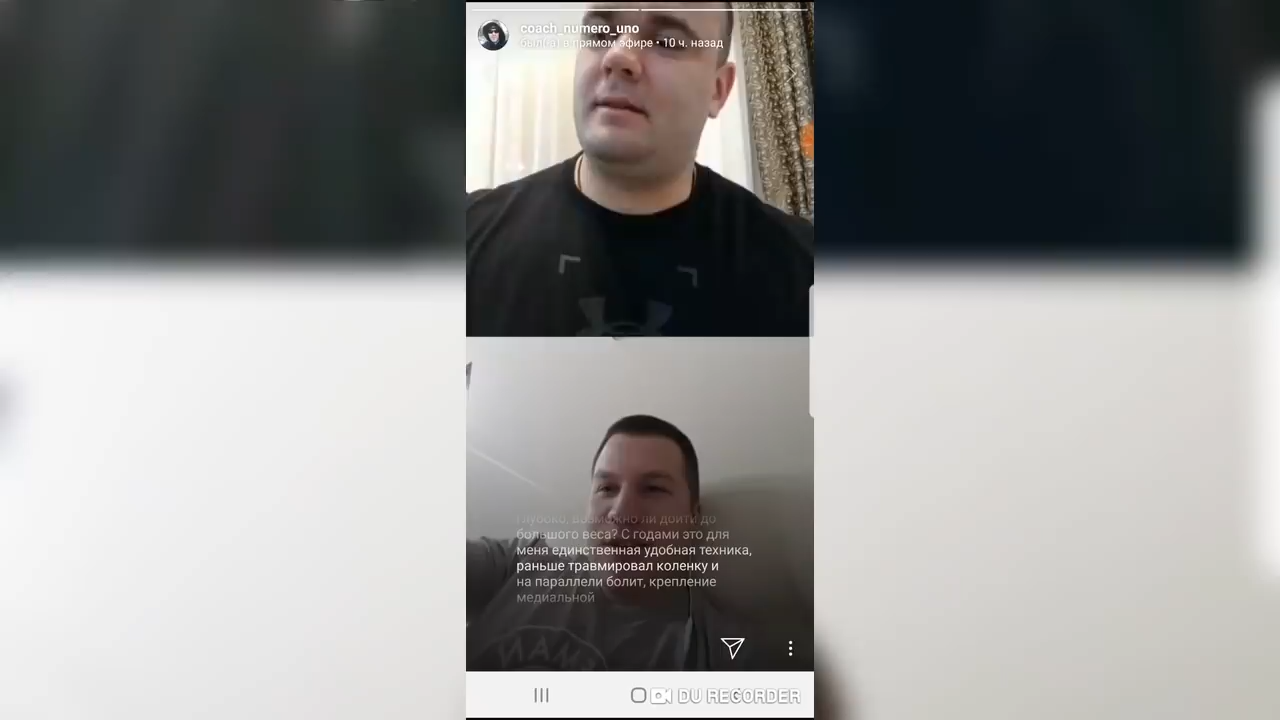 coach_numero_uno
был(-а) в прямом эфире • 10 ч. назад
глубоко, возможно ли дойти до
большого веса? С годами это для
меня единственная удобная техника,
раньше травмировал коленку и
на параллели болит, крепление
медиальной
DU RECORDER